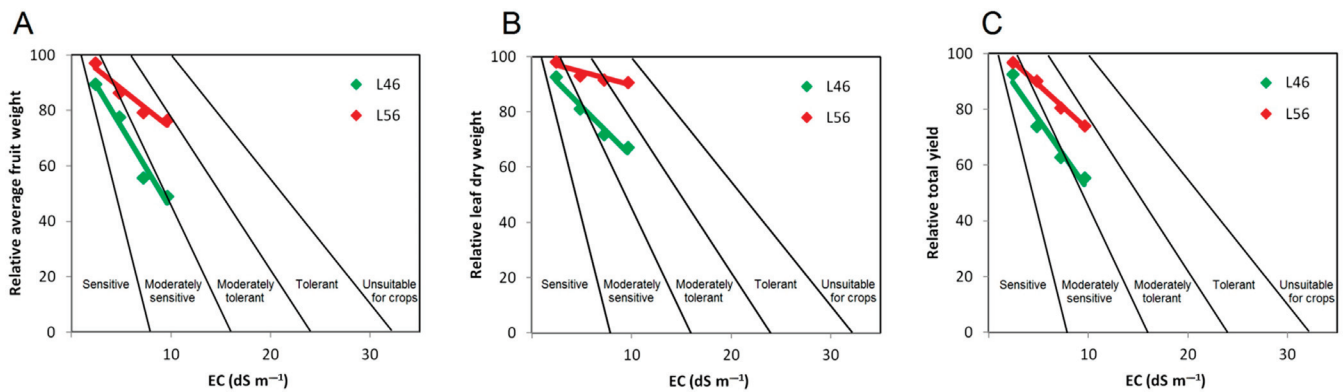 A
Relative average fruit weight
100
80
60
40
20
0
L46
L56
Sensitive
Moderately
sensitive
Moderately
tolerant
Tolerant
Unsuitable
for crops
10
20
30
EC (dS m⁻¹)
B
Relative leaf dry weight
100
80
60
40
20
0
L46
L56
Sensitive
Moderately
sensitive
Moderately
tolerant
Tolerant
Unsuitable
for crops
10
20
30
EC (dS m⁻¹)
C
Relative total yield
100
80
60
40
20
0
L46
L56
Sensitive
Moderately
sensitive
Moderately
tolerant
Tolerant
Unsuitable
for crops
10
20
30
EC (dS m⁻¹)